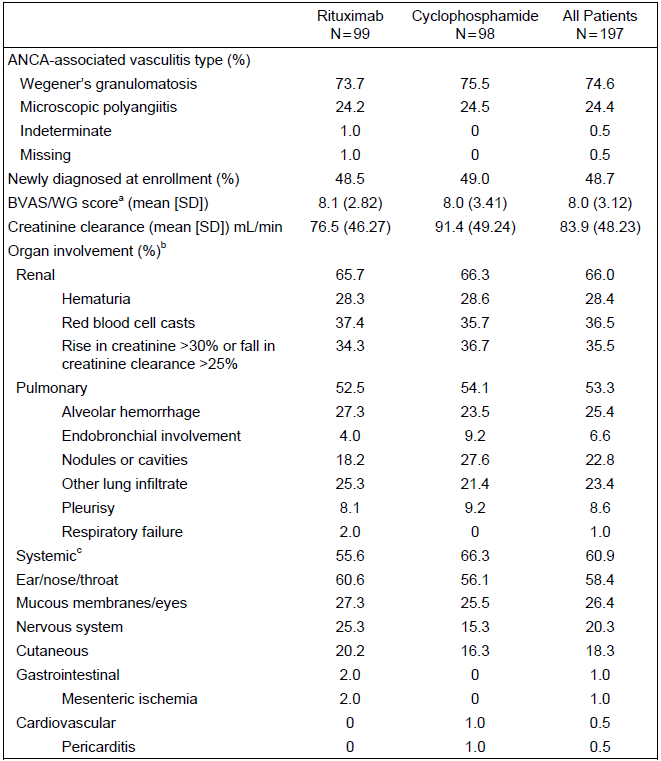 Rituximab Cyclophosphamide All Patients
N=99 N=98 N=197
ANCA-associated vasculitis type (%)
Wegener's granulomatosis 73.7 75.5 74.6
Microscopic polyangiitis 24.2 24.5 24.4
Indeterminate 1.0 0 0.5
Missing 1.0 0 0.5
Newly diagnosed at enrollment (%) 48.5 49.0 48.7
BVAS/WG scoreᵃ (mean [SD]) 8.1 (2.82) 8.0 (3.41) 8.0 (3.12)
Creatinine clearance (mean [SD]) mL/min 76.5 (46.27) 91.4 (49.24) 83.9 (48.23)
Organ involvement (%)ᵇ
Renal 65.7 66.3 66.0
Hematuria 28.3 28.6 28.4
Red blood cell casts 37.4 35.7 36.5
Rise in creatinine >30% or fall in 34.3 36.7 35.5
creatinine clearance >25%
Pulmonary 52.5 54.1 53.3
Alveolar hemorrhage 27.3 23.5 25.4
Endobronchial involvement 4.0 9.2 6.6
Nodules or cavities 18.2 27.6 22.8
Other lung infiltrate 25.3 21.4 23.4
Pleurisy 8.1 9.2 8.6
Respiratory failure 2.0 0 1.0
Systemicᶜ 55.6 66.3 60.9
Ear/nose/throat 60.6 56.1 58.4
Mucous membranes/eyes 27.3 25.5 26.4
Nervous system 25.3 15.3 20.3
Cutaneous 20.2 16.3 18.3
Gastrointestinal 2.0 0 1.0
Mesenteric ischemia 2.0 0 1.0
Cardiovascular 0 1.0 0.5
Pericarditis 0 1.0 0.5